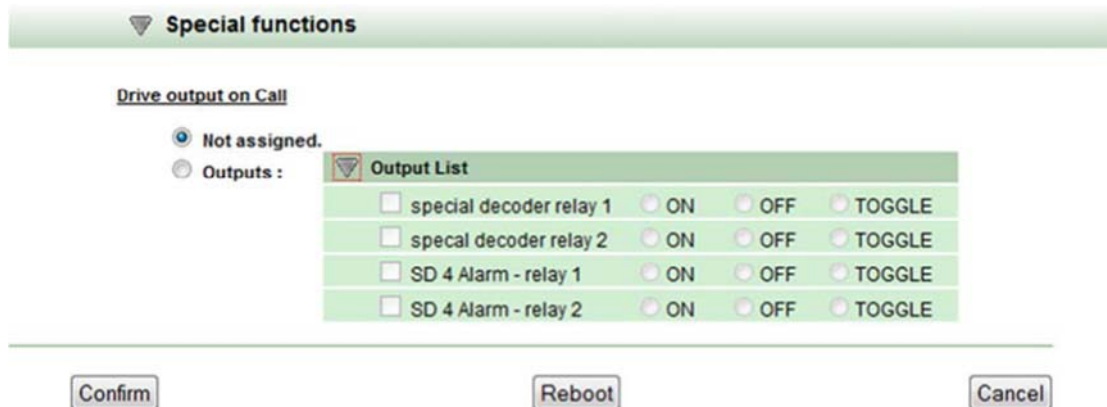 Special functions
Drive output on Call
Not assigned.
Outputs :
Output List
special decoder relay 1 ON OFF TOGGLE
specal decoder relay 2 ON OFF TOGGLE
SD 4 Alarm - relay 1 ON OFF TOGGLE
SD 4 Alarm - relay 2 ON OFF TOGGLE
Confirm Reboot Cancel